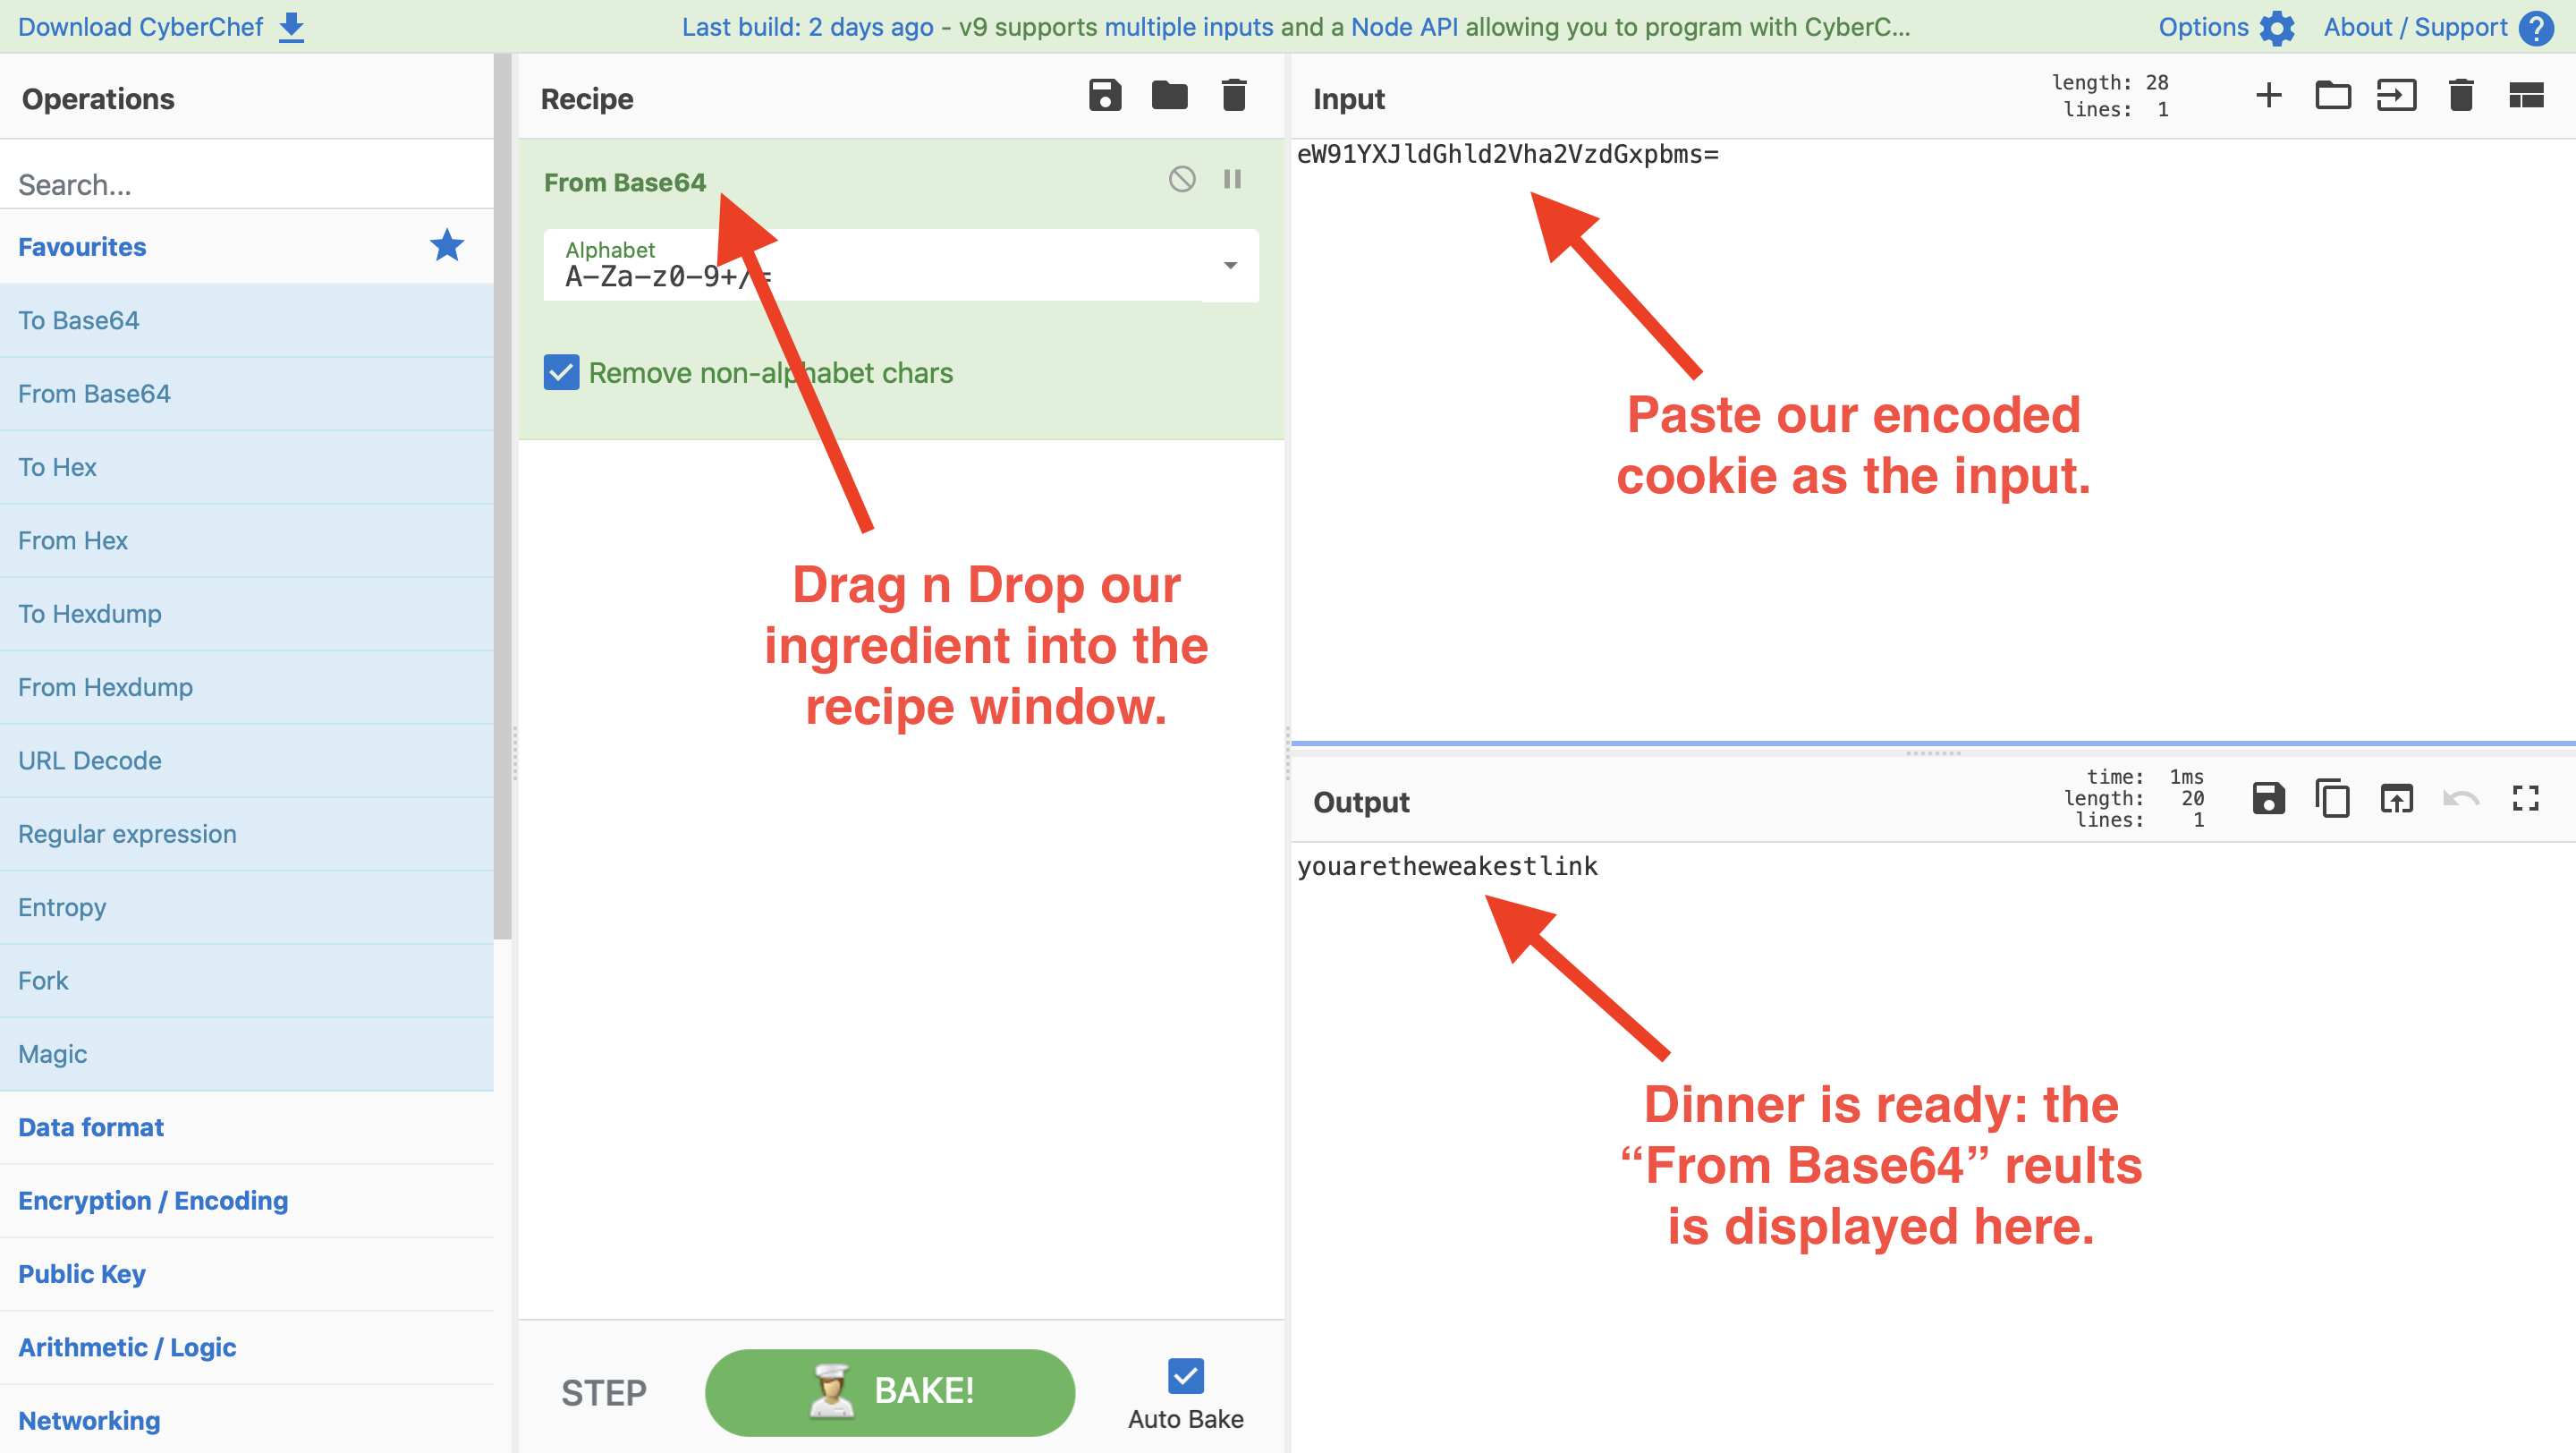 Download CyberChef
Last build: 2 days ago - v9 supports multiple inputs and a Node API allowing you to program with CyberC...
Options
About / Support
Operations
Search...
Favourites
To Base64
From Base64
To Hex
From Hex
To Hexdump
From Hexdump
URL Decode
Regular expression
Entropy
Fork
Magic
Data format
Encryption / Encoding
Public Key
Arithmetic / Logic
Networking
Recipe
From Base64
Alphabet
A-Za-z0-9+/=
Remove non-alphabet chars
Drag n Drop our
ingredient into the
recipe window.
STEP
BAKE!
Auto Bake
Input
length: 28
lines: 1
eW91YXJldGhld2Vha2VzdGxpbms=
Paste our encoded
cookie as the input.
Output
time: 1ms
length: 20
lines: 1
youaretheweakestlink
Dinner is ready: the
“From Base64” reults
is displayed here.